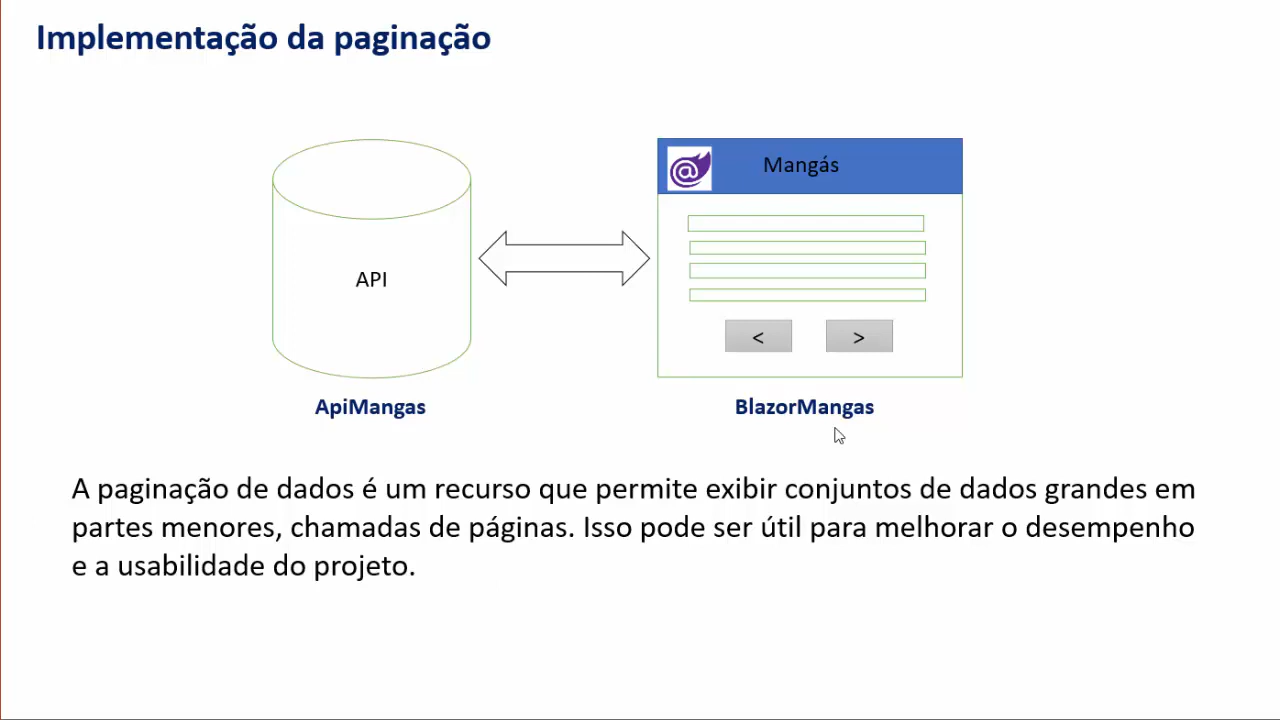 Implementação da paginação
Mangás
API
<
>
ApiMangas
BlazorMangas
A paginação de dados é um recurso que permite exibir conjuntos de dados grandes em
partes menores, chamadas de páginas. Isso pode ser útil para melhorar o desempenho
e a usabilidade do projeto.